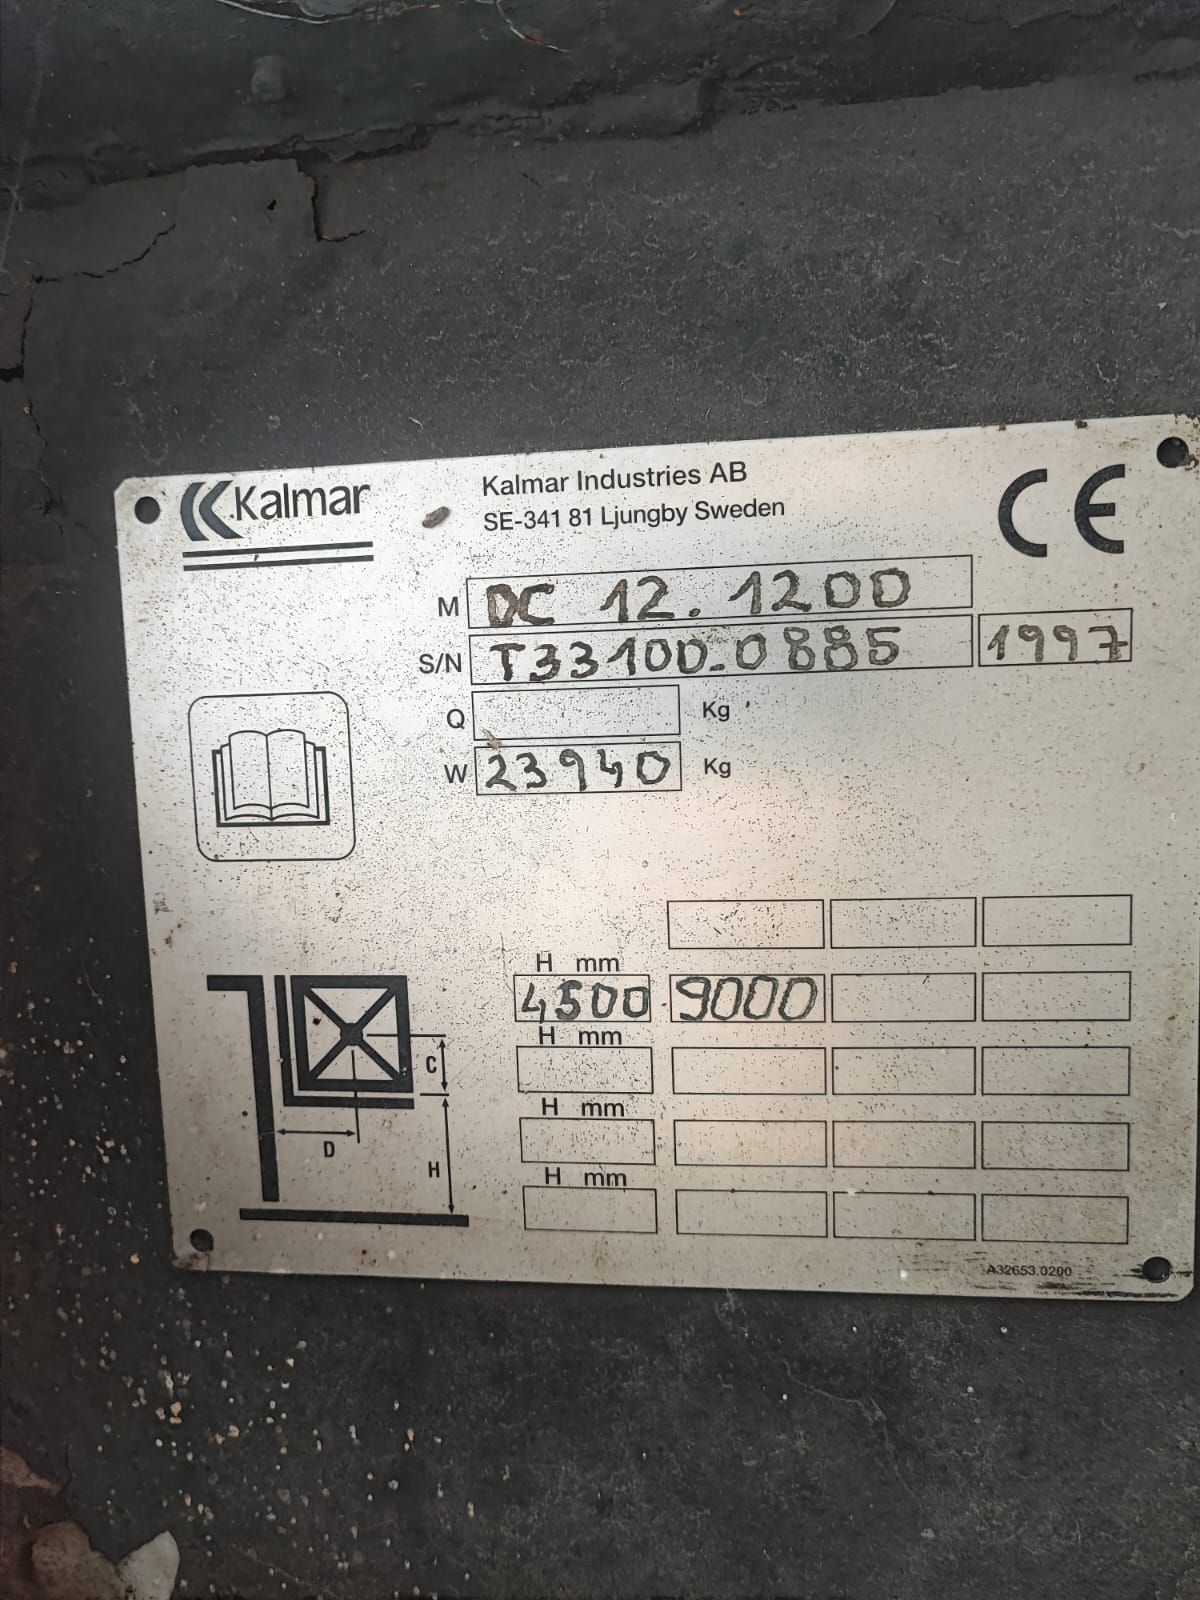 Kalmar
Kalmar Industries AB
SE-341 81 Ljungby Sweden
CE
M DC 12.1200
S/N T33100.0885 1997
Q Kg
W 23940 Kg
H mm
4500 9000
H mm
H mm
H mm
C
D
H
A32653.0200